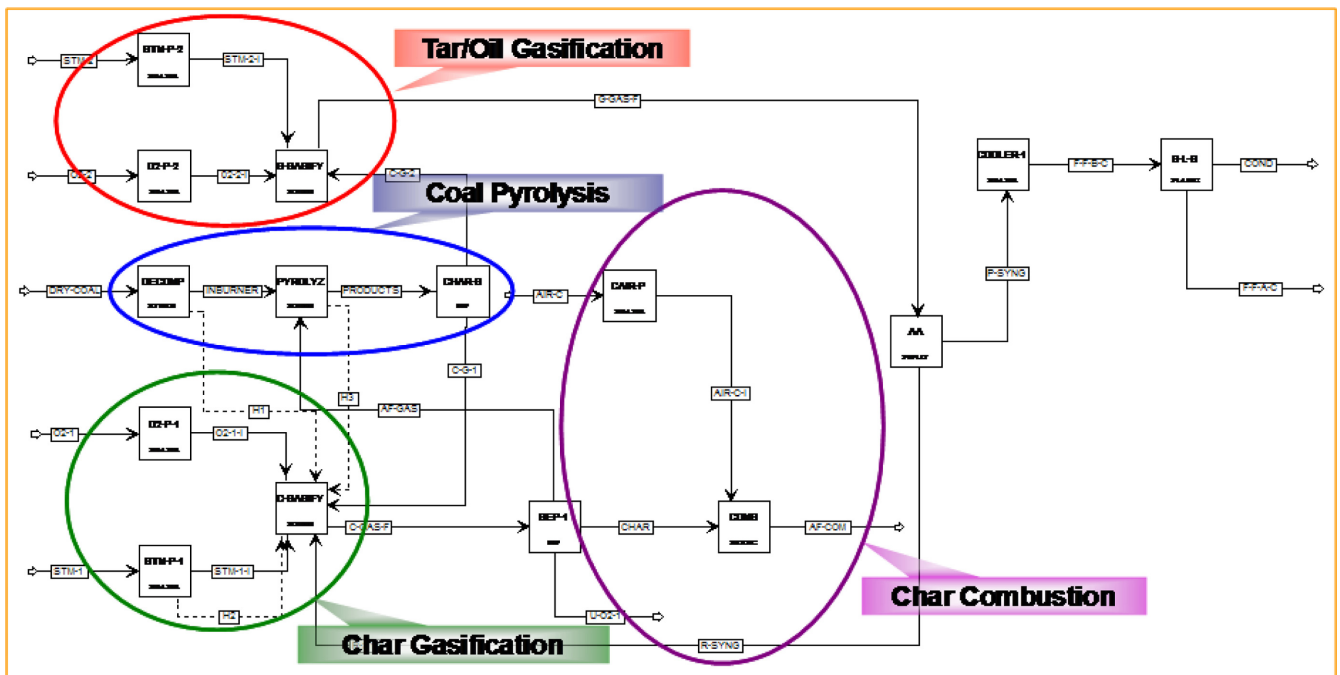 Tar/Oil Gasification
STM-P-2
STM-2
STM-2-I
G-GAS-F
O2-P-2
O2-2
O2-2-I
G-GASIFY
C-G-2
COOLER-1
F-F-B-C
COND
Coal Pyrolysis
DRY-COAL
DECOMP
INBURNER
PYROLYZ
PRODUCTS
AIR-C
CAIR-P
P-SYNG
F-F-A-C
AA
C-G-1
H1
H3
AF-GAS
AIR-C-I
O2-P-1
O2-1
O2-1-I
C-GASIFY
C-GAS-F
SEP-1
CHAR
COMB
AF-COM
STM-P-1
STM-1
STM-1-I
H2
U-O2-1
Char Combustion
Char Gasification
R-SYNG